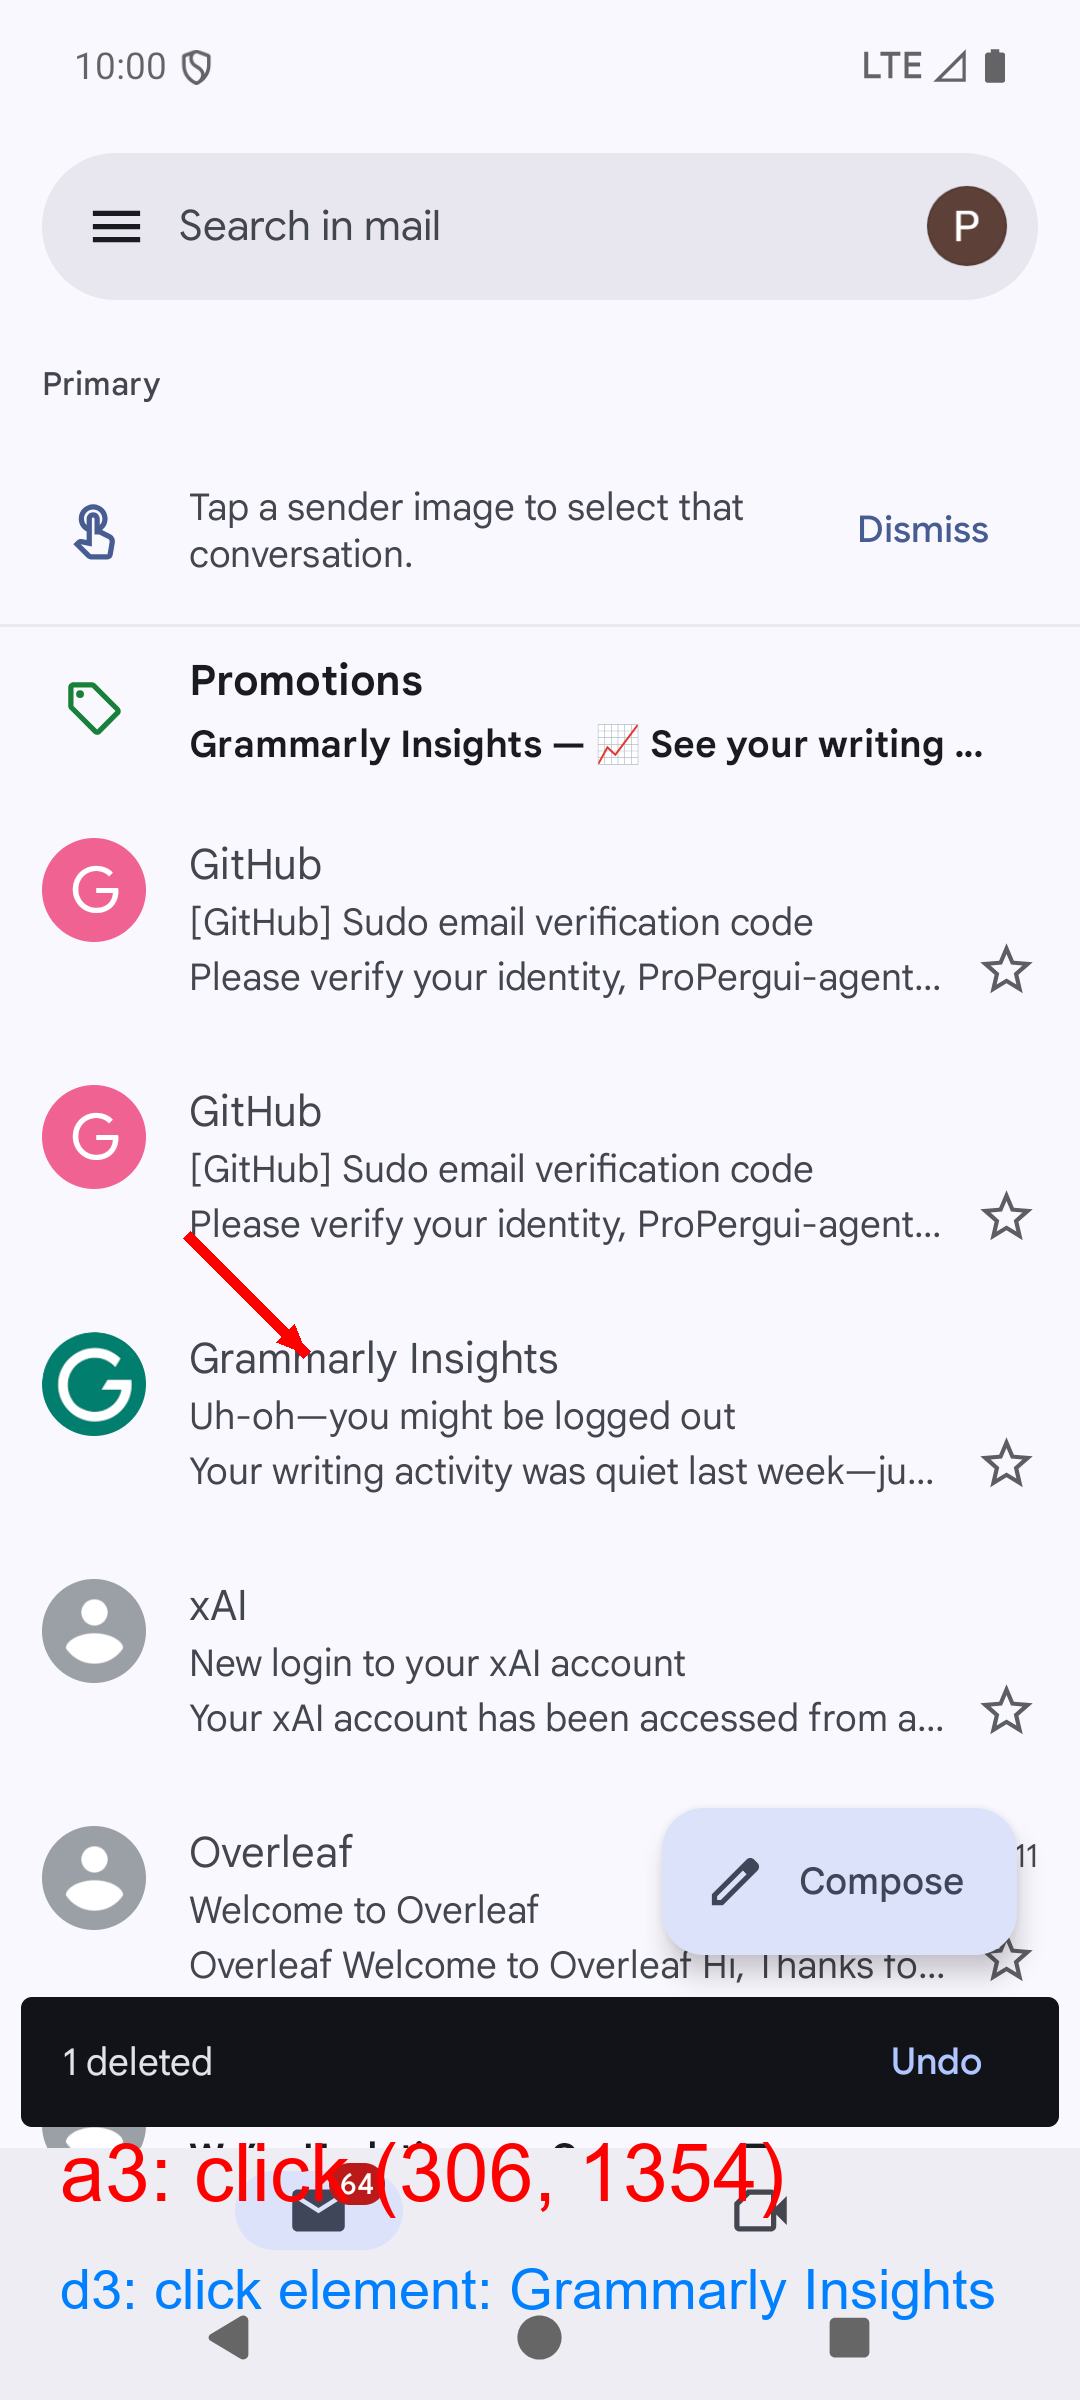 10:00
LTE
Search in mail
P
Primary
Tap a sender image to select that
conversation.
Dismiss
Promotions
Grammarly Insights — 📈 See your writing ...
G
GitHub
[GitHub] Sudo email verification code
Please verify your identity, ProPergui-agent...
G
GitHub
[GitHub] Sudo email verification code
Please verify your identity, ProPergui-agent...
G
Grammarly Insights
Uh-oh—you might be logged out
Your writing activity was quiet last week—ju...
xAI
New login to your xAI account
Your xAI account has been accessed from a...
Overleaf
11
Welcome to Overleaf
Compose
Overleaf Welcome to Overleaf Hi, Thanks fo...
1 deleted
Undo
a3: click (306, 1354)
64
d3: click element: Grammarly Insights